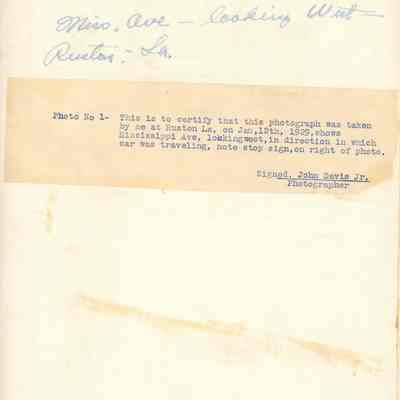 Miss. Ave — Looking West —
Ruston - La.
Photo No 1- This is to certify that this photograph was taken
by me at Ruston La, on Jan,12th, 1929,shows
Mississippi Ave, lookingwest,in direction in which
car was traveling, note stop sign,on right of photo.
Signed, John Davis Jr.
Photographer